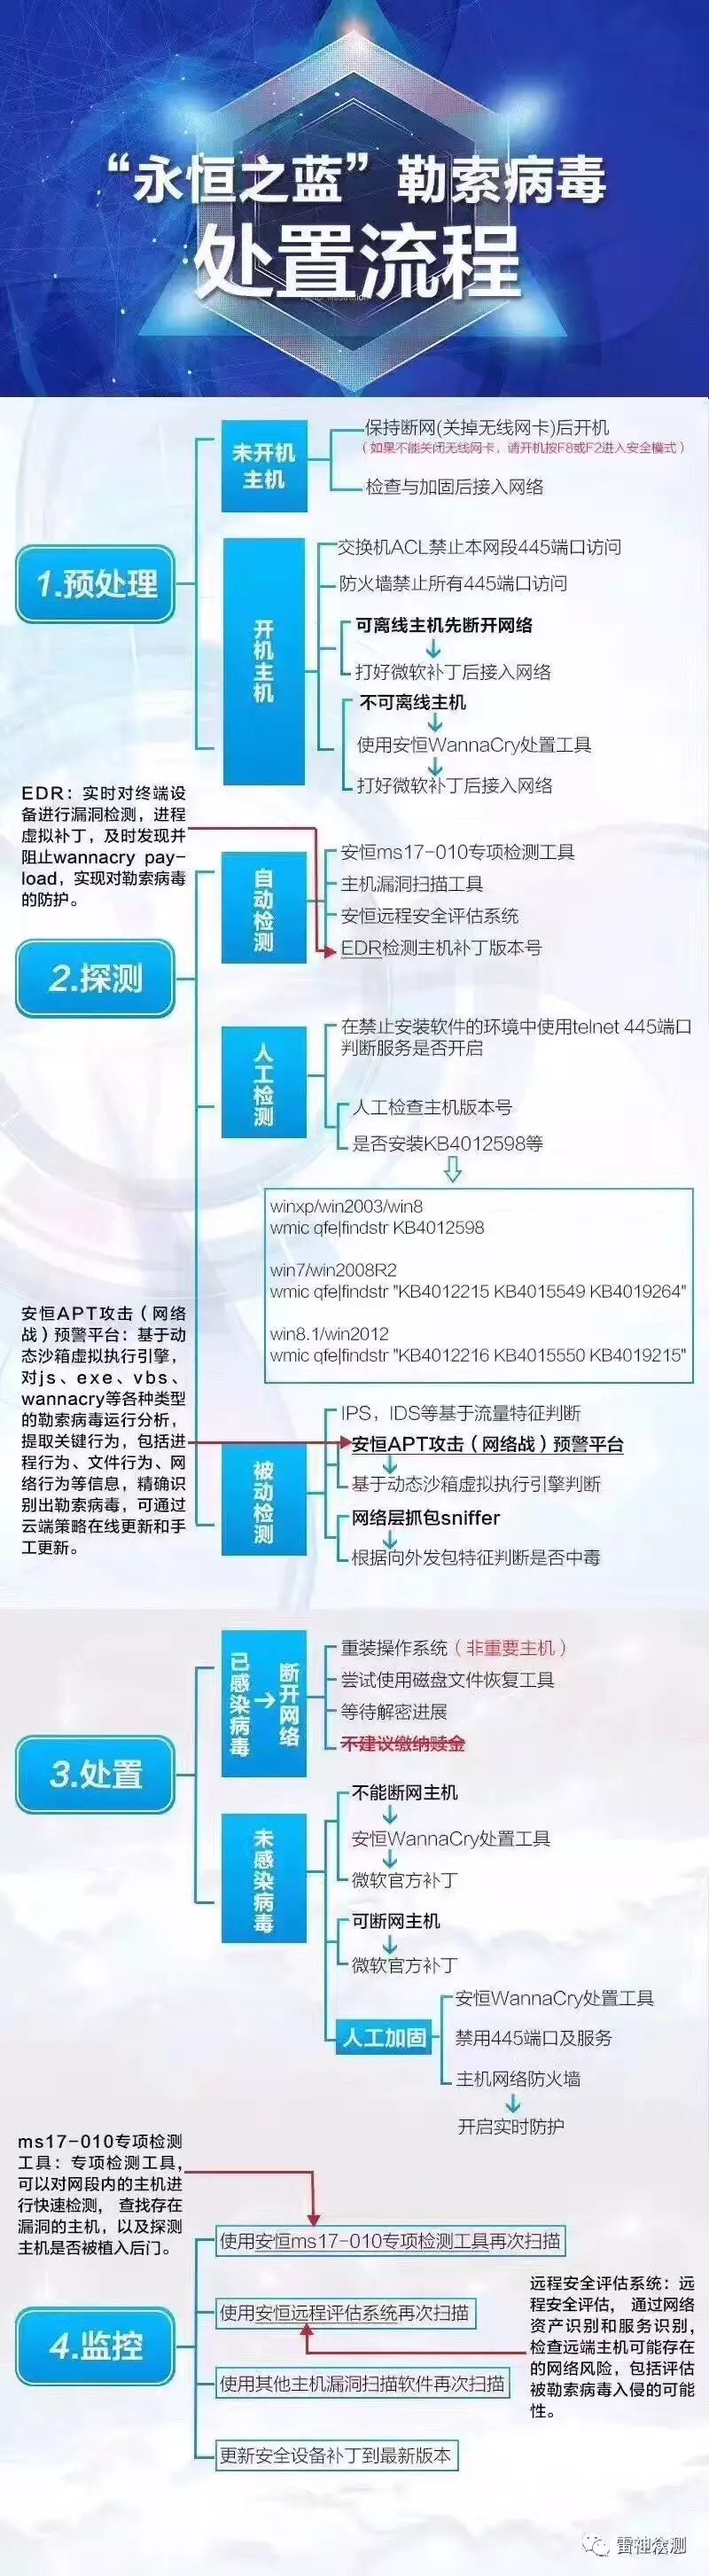 “永恒之蓝”勒索病毒
处置流程
1.预处理
未开机
主机
保持断网(关掉无线网卡)后开机
（如果不能关闭无线网卡，请开机按F8或F2进入安全模式）
检查与加固后接入网络
开机主机
交换机ACL禁止本网段445端口访问
防火墙禁止所有445端口访问
可离线主机先断开网络
打好微软补丁后接入网络
不可离线主机
使用安恒WannaCry处置工具
打好微软补丁后接入网络
EDR：实时对终端设
备进行漏洞检测，进程
虚拟补丁，及时发现并
阻止wannacry pay-
load，实现对勒索病毒
的防护。
2.探测
自动检测
安恒ms17-010专项检测工具
主机漏洞扫描工具
安恒远程安全评估系统
EDR检测主机补丁版本号
人工检测
在禁止安装软件的环境中使用telnet 445端口
判断服务是否开启
人工检查主机版本号
是否安装KB4012598等
winxp/win2003/win8
wmic qfe|findstr KB4012598
win7/win2008R2
wmic qfe|findstr "KB4012215 KB4015549 KB4019264"
win8.1/win2012
wmic qfe|findstr "KB4012216 KB4015550 KB4019215"
安恒APT攻击（网络
战）预警平台：基于动
态沙箱虚拟执行引擎，
对js、exe、vbs、
wannacry等各种类型
的勒索病毒运行分析，
提取关键行为，包括进
程行为、文件行为、网
络行为等信息，精确识
别出勒索病毒，可通过
云端策略在线更新和手
工更新。
被动检测
IPS，IDS等基于流量特征判断
安恒APT攻击（网络战）预警平台
基于动态沙箱虚拟执行引擎判断
网络层抓包sniffer
根据向外发包特征判断是否中毒
3.处置
已感染病毒
断开网络
重装操作系统（非重要主机）
尝试使用磁盘文件恢复工具
等待解密进展
不建议缴纳赎金
未感染病毒
不能断网主机
安恒WannaCry处置工具
微软官方补丁
可断网主机
微软官方补丁
人工加固
安恒WannaCry处置工具
禁用445端口及服务
主机网络防火墙
开启实时防护
ms17-010专项检测
工具：专项检测工具，
可以对网段内的主机进
行快速检测， 查找存在
漏洞的主机，以及探测
主机是否被植入后门。
4.监控
使用安恒ms17-010专项检测工具再次扫描
使用安恒远程评估系统再次扫描
使用其他主机漏洞扫描软件再次扫描
更新安全设备补丁到最新版本
远程安全评估系统：远
程安全评估， 通过网络
资产识别和服务识别，
检查远端主机可能存在
的网络风险，包括评估
被勒索病毒入侵的可能
性。
雷神众测